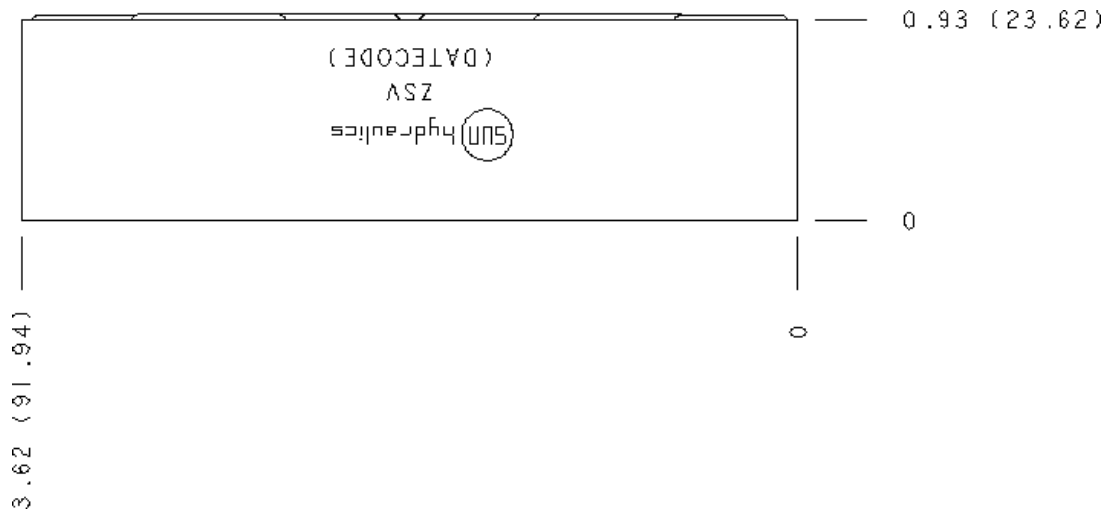 0.93 (23.62)
sun hydraulics
ZSV
(DATECODE)
0
3.62 (91.94)
0